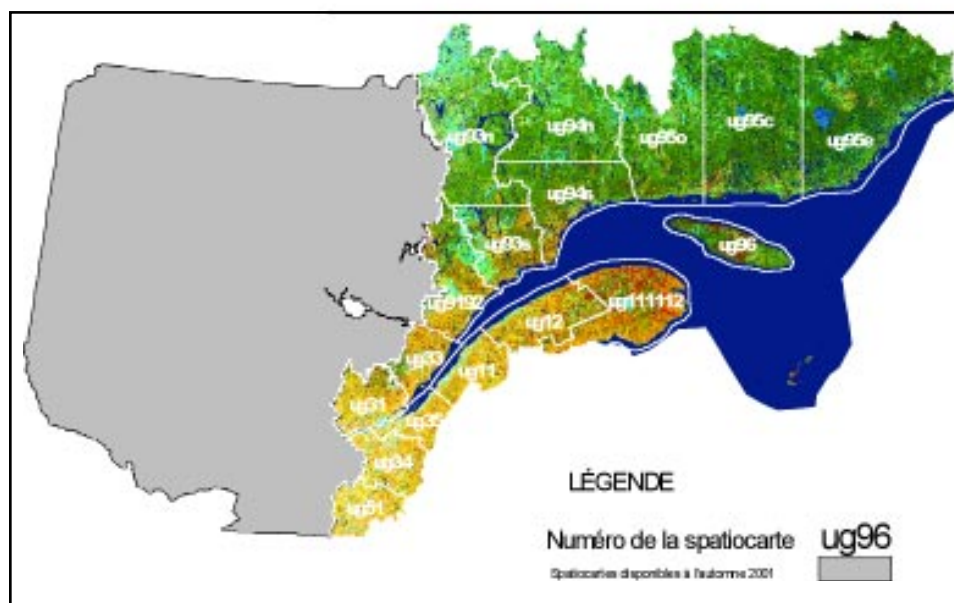 ug93n
ug94n
ug95o
ug95c
ug95e
ug94s
ug93s
ug96
ug9192
ug12
ug111112
ug33
ug11
ug31
ug35
ug34
ug51
LÉGENDE
Numéro de la spatiocarte ug96
Spatiocartes disponibles à l'automne 2001